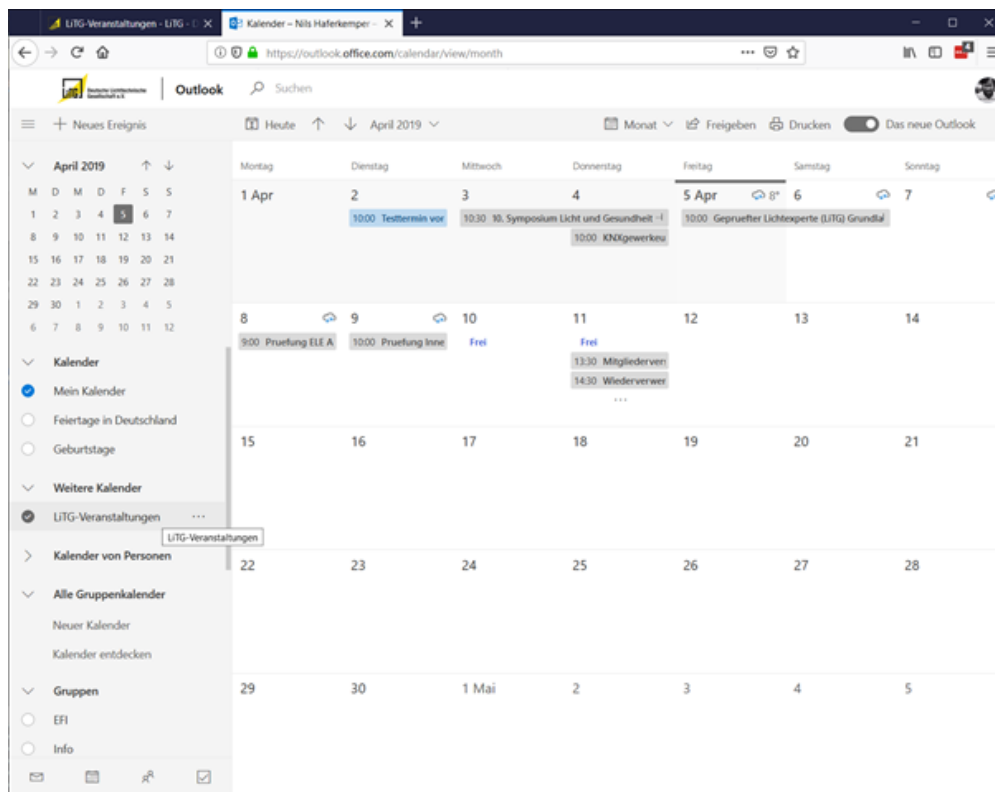 LiTG-Veranstaltungen - LiTG - D
Kalender – Nils Haferkemper –
https://outlook.office.com/calendar/view/month
4
LiTG
Deutsche Lichttechnische
Gesellschaft e.V.
Outlook
Suchen
Neues Ereignis
Heute
April 2019
Monat
Freigeben
Drucken
Das neue Outlook
April 2019
M D M D F S S
1 2 3 4 5 6 7
8 9 10 11 12 13 14
15 16 17 18 19 20 21
22 23 24 25 26 27 28
29 30 1 2 3 4 5
6 7 8 9 10 11 12
Kalender
Mein Kalender
Feiertage in Deutschland
Geburtstage
Weitere Kalender
LiTG-Veranstaltungen ...
LiTG-Veranstaltungen
Kalender von Personen
Alle Gruppenkalender
Neuer Kalender
Kalender entdecken
Gruppen
EFI
Info
Montag Dienstag Mittwoch Donnerstag Freitag Samstag Sonntag
1 Apr 2 3 4 5 Apr 8° 6 7
10:00 Testtermin vor
10:30 10. Symposium Licht und Gesundheit -
10:00 Gepruefter Lichtexperte (LiTG) Grundla
10:00 KNXgewerkeu
8 9 10 11 12 13 14
9:00 Pruefung ELE A
10:00 Pruefung Inne
Frei
Frei
13:30 Mitgliederver
14:30 Wiederverwer
...
15 16 17 18 19 20 21
22 23 24 25 26 27 28
29 30 1 Mai 2 3 4 5